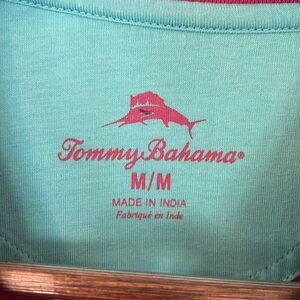 Tommy Bahama®
M/M
MADE IN INDIA
Fabriqué en Inde